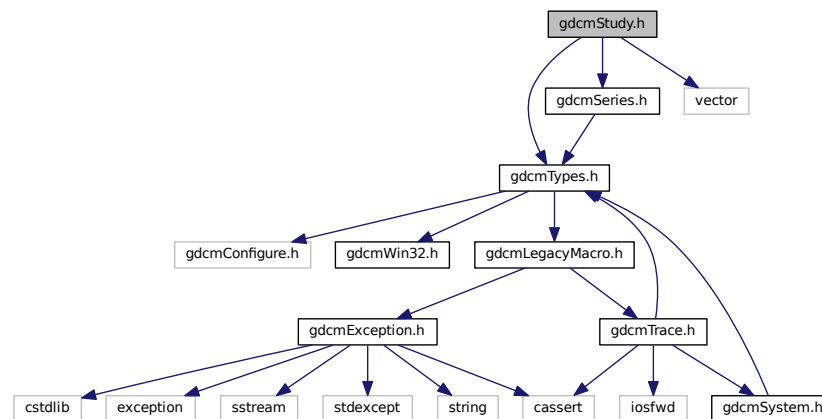 gdcmStudy.h
gdcmSeries.h
vector
gdcmTypes.h
gdcmConfigure.h
gdcmWin32.h
gdcmLegacyMacro.h
gdcmException.h
gdcmTrace.h
cstdlib
exception
sstream
stdexcept
string
cassert
iosfwd
gdcmSystem.h